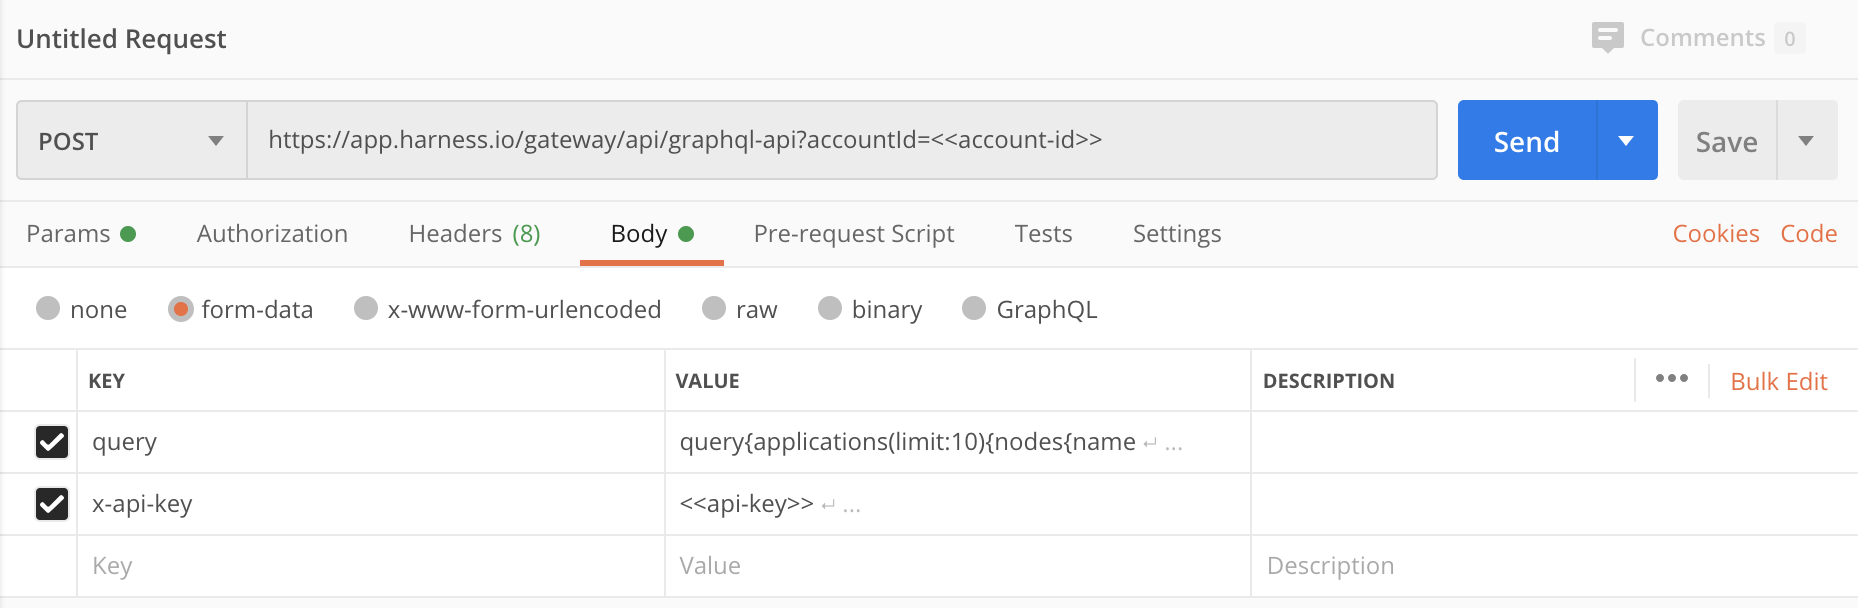 Untitled Request
Comments 0
POST https://app.harness.io/gateway/api/graphql-api?accountId=<<account-id>> Send Save
Params Authorization Headers (8) Body Pre-request Script Tests Settings Cookies Code
none form-data x-www-form-urlencoded raw binary GraphQL
KEY VALUE DESCRIPTION ••• Bulk Edit
query query{applications(limit:10){nodes{name ↵ ...
x-api-key <<api-key>> ↵ ...
Key Value Description